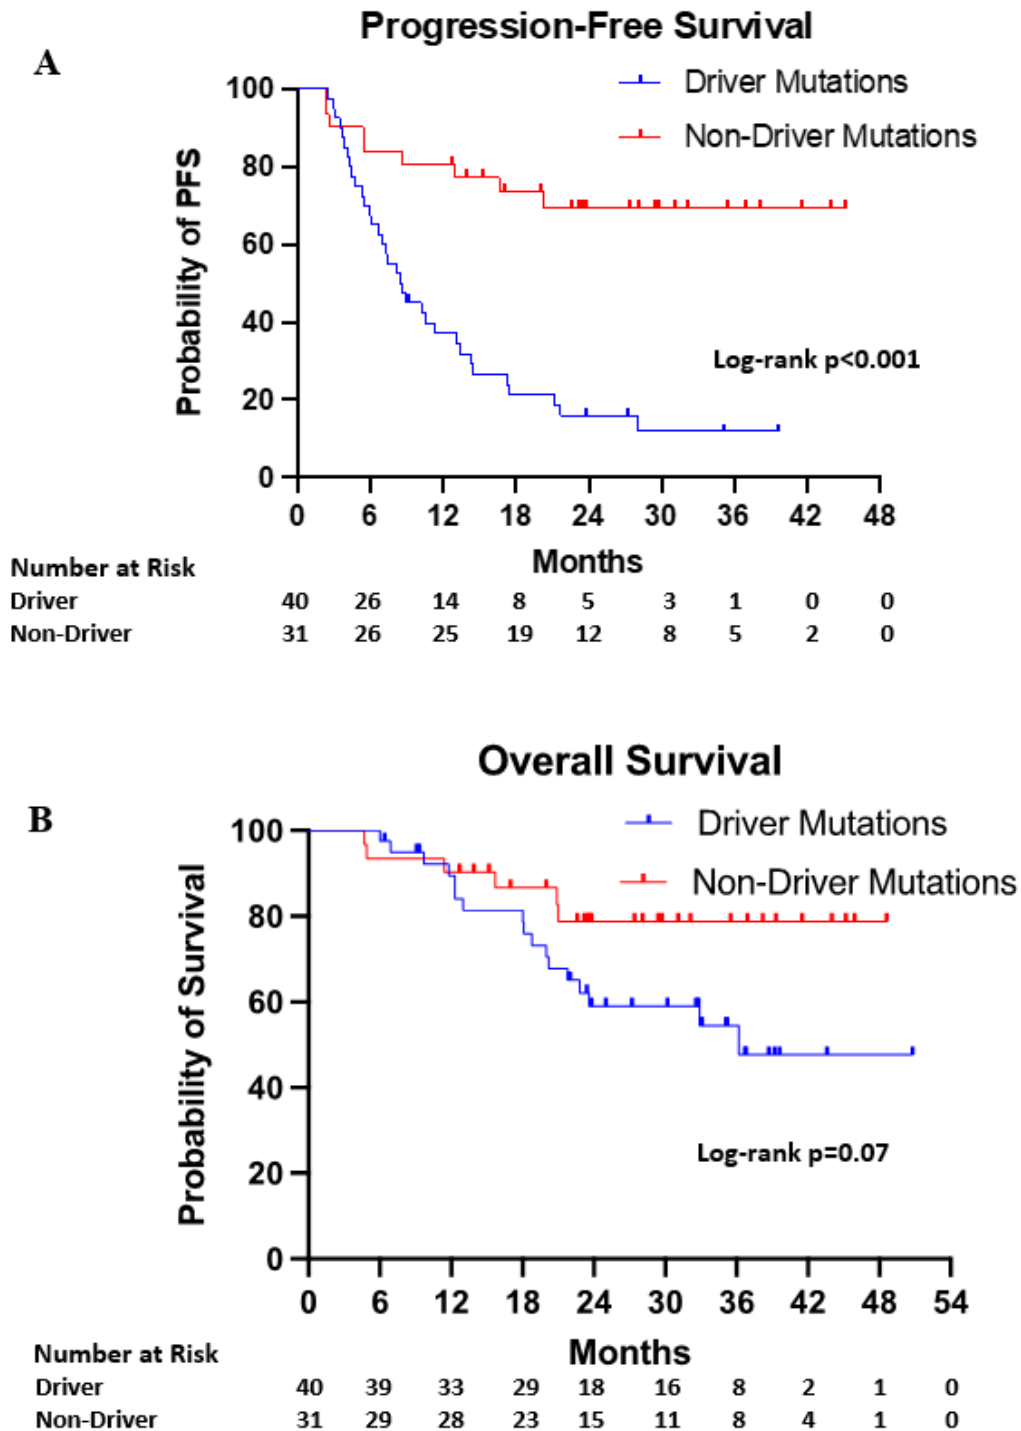 Progression-Free Survival
A
Driver Mutations
Non-Driver Mutations
Probability of PFS
100
80
60
40
20
0
Log-rank p<0.001
0 6 12 18 24 30 36 42 48
Months
Number at Risk
Driver 40 26 14 8 5 3 1 0 0
Non-Driver 31 26 25 19 12 8 5 2 0
Overall Survival
B
Driver Mutations
Non-Driver Mutations
Probability of Survival
100
80
60
40
20
0
Log-rank p=0.07
0 6 12 18 24 30 36 42 48 54
Months
Number at Risk
Driver 40 39 33 29 18 16 8 2 1 0
Non-Driver 31 29 28 23 15 11 8 4 1 0